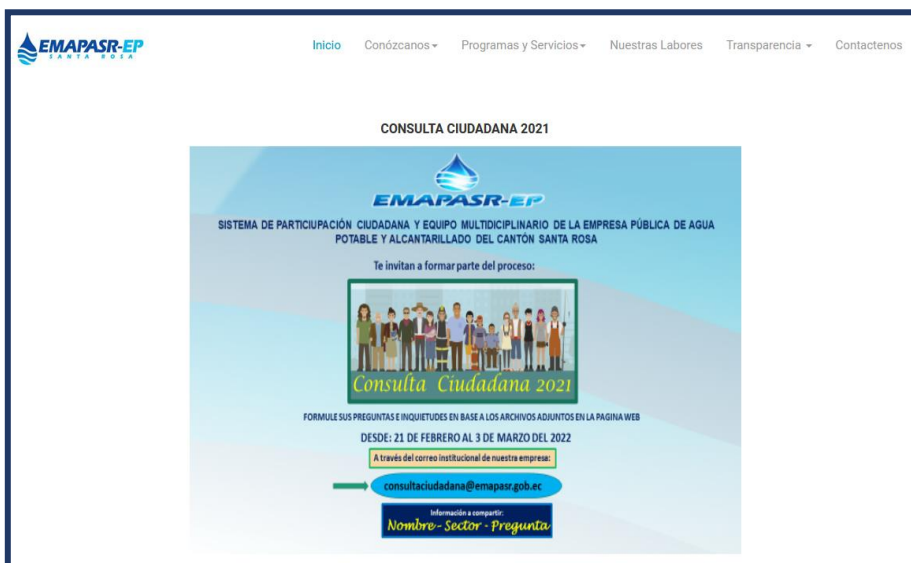 EMAPASR-EP
SANTA ROSA
Inicio
Conózcanos
Programas y Servicios
Nuestras Labores
Transparencia
Contactenos
CONSULTA CIUDADANA 2021
EMAPASR-EP
SISTEMA DE PARTICIUPACIÓN CIUDADANA Y EQUIPO MULTIDICIPLINARIO DE LA EMPRESA PÚBLICA DE AGUA
POTABLE Y ALCANTARILLADO DEL CANTÓN SANTA ROSA
Te invitan a formar parte del proceso:
Consulta Ciudadana 2021
FORMULE SUS PREGUNTAS E INQUIETUDES EN BASE A LOS ARCHIVOS ADJUNTOS EN LA PAGINA WEB
DESDE: 21 DE FEBRERO AL 3 DE MARZO DEL 2022
A través del correo institucional de nuestra empresa:
consultaciudadana@emapasr.gob.ec
Información a compartir:
Nombre - Sector - Pregunta